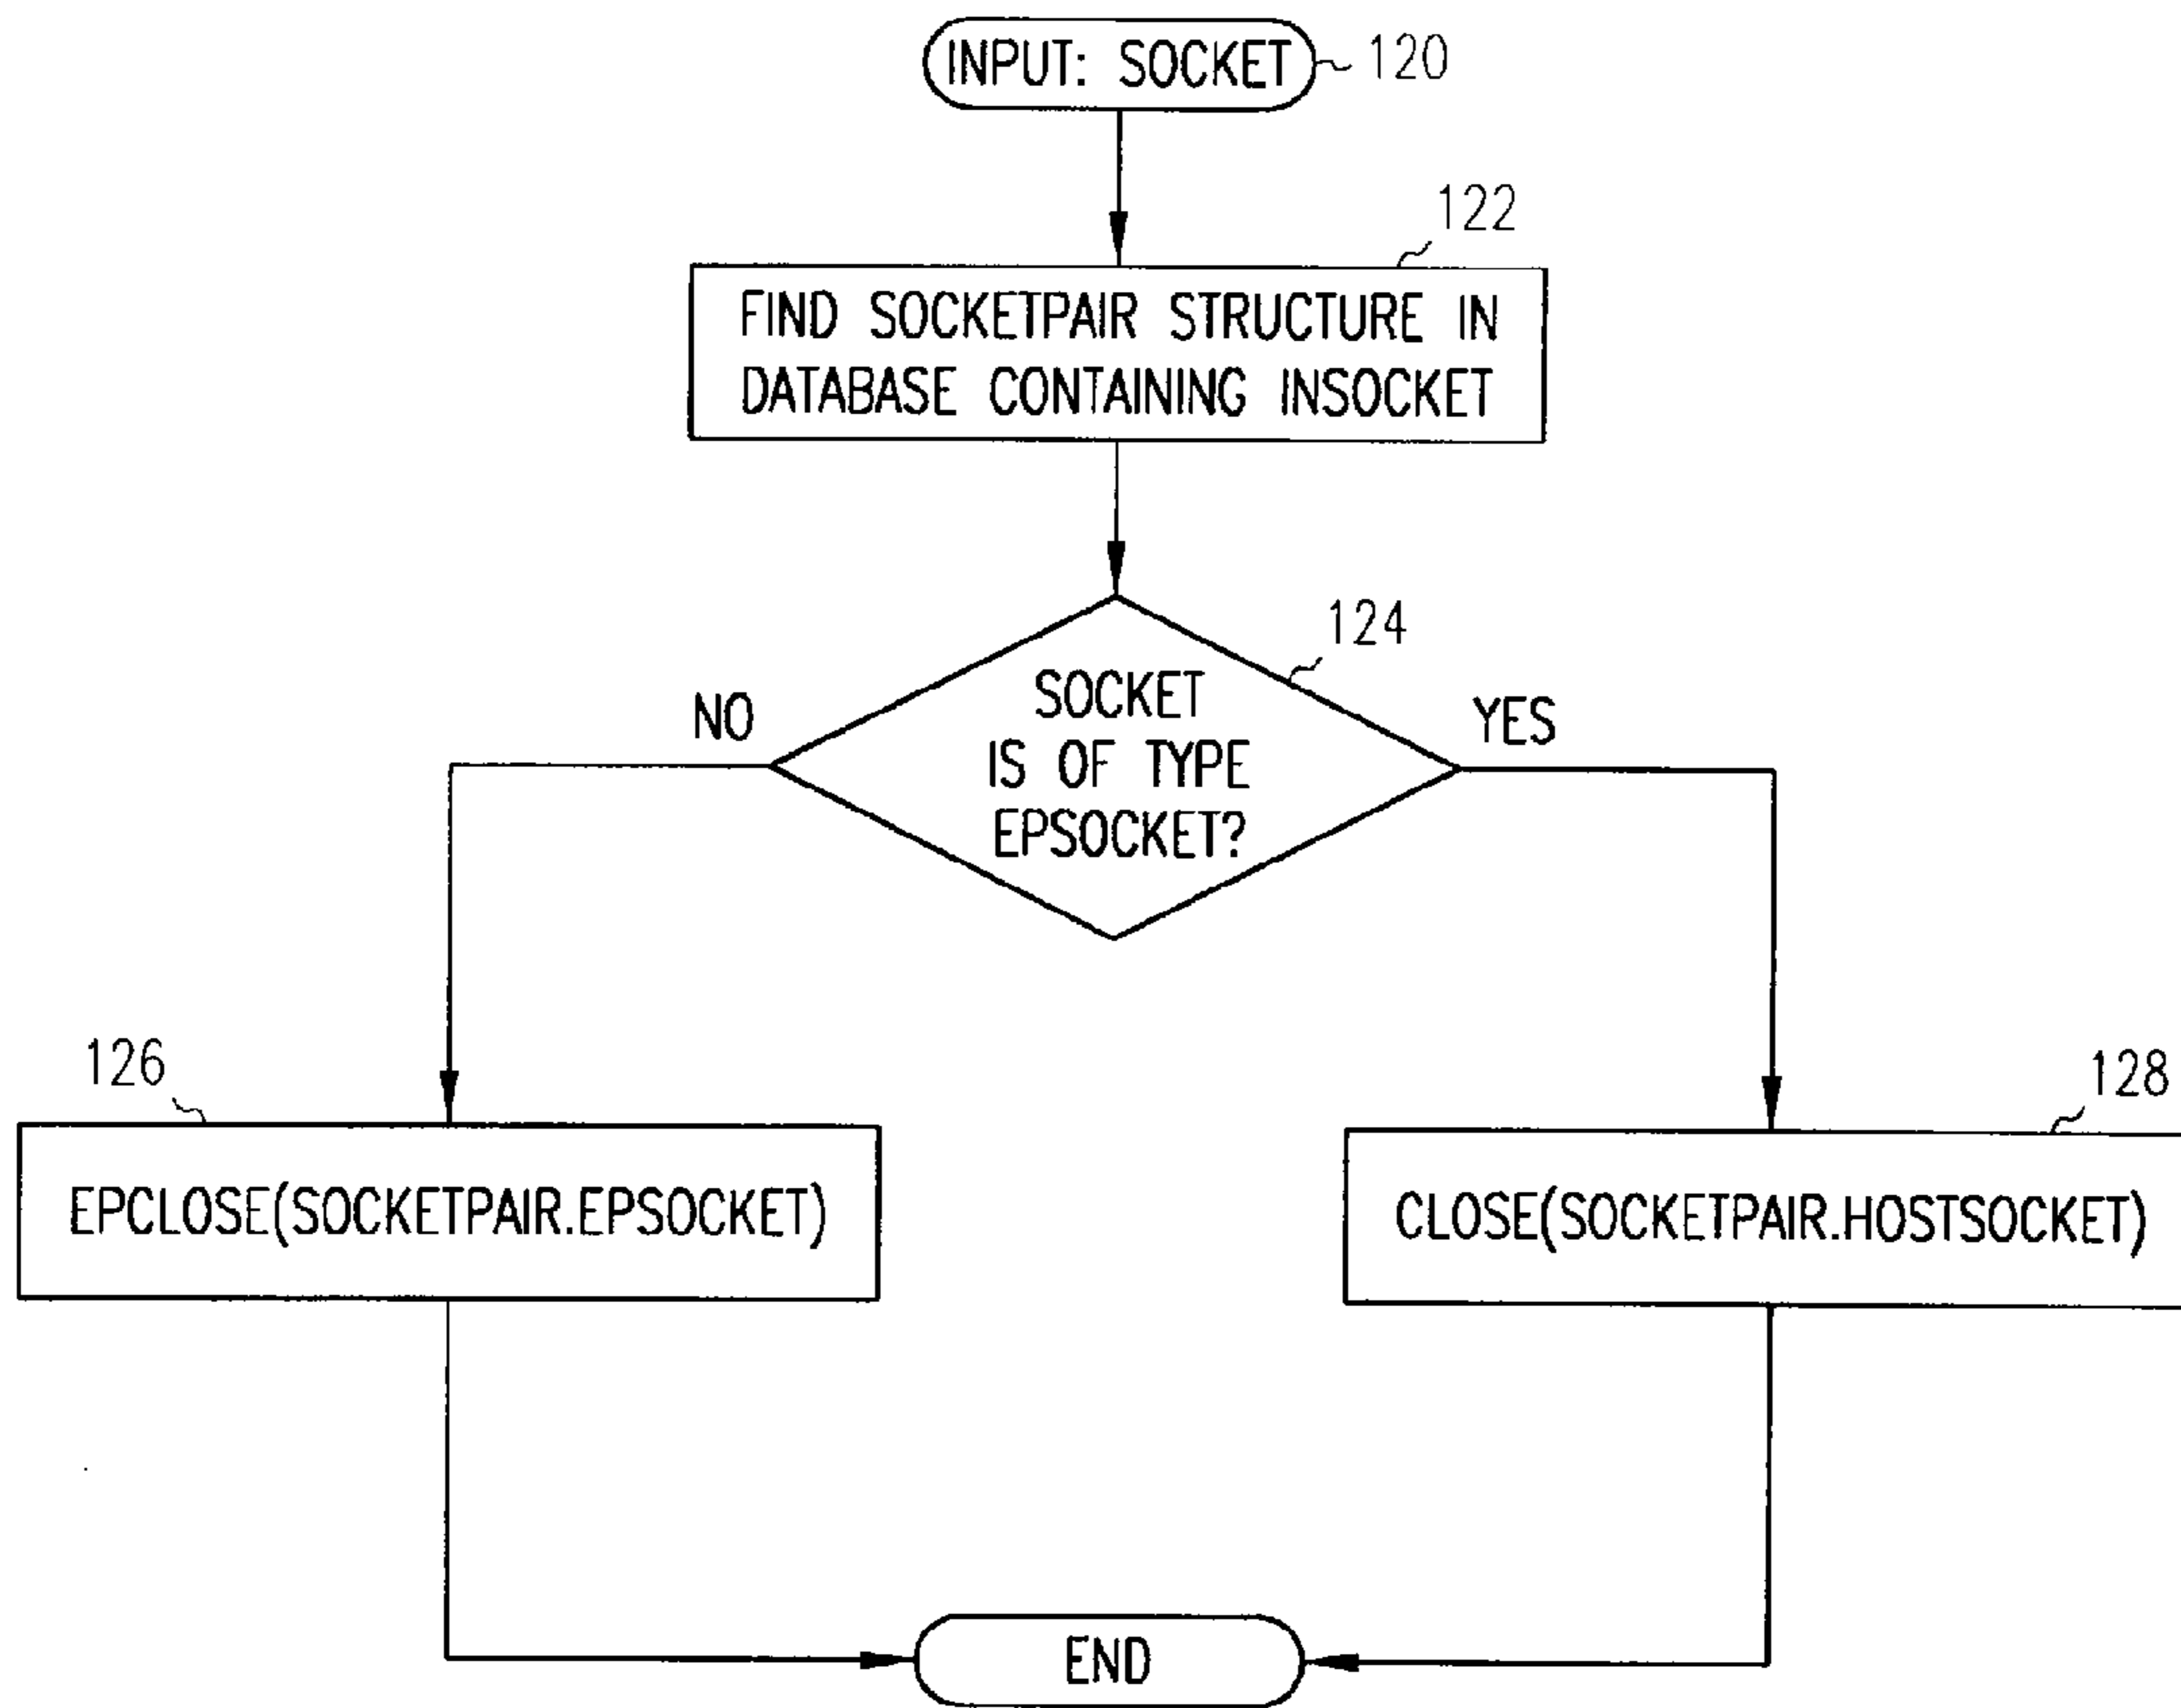 INPUT: SOCKET
120
122
FIND SOCKETPAIR STRUCTURE IN
DATABASE CONTAINING INSOCKET
124
SOCKET
IS OF TYPE
EPSOCKET?
NO
YES
126
EPCLOSE(SOCKETPAIR.EPSOCKET)
128
CLOSE(SOCKETPAIR.HOSTSOCKET)
END